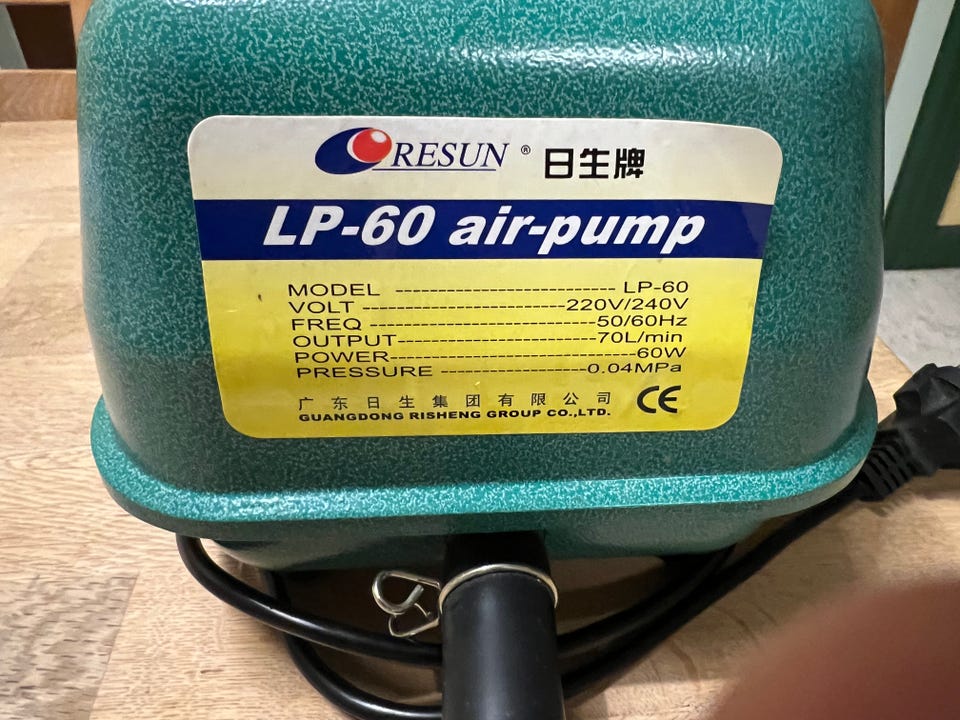 RESUN ® 日生牌
LP-60 air-pump
MODEL -------------------------- LP-60
VOLT ------------------------220V/240V
FREQ ---------------------------50/60Hz
OUTPUT------------------------70L/min
POWER-----------------------------60W
PRESSURE -----------------0.04MPa
广东日生集团有限公司
GUANGDONG RISHENG GROUP CO.,LTD.
CE